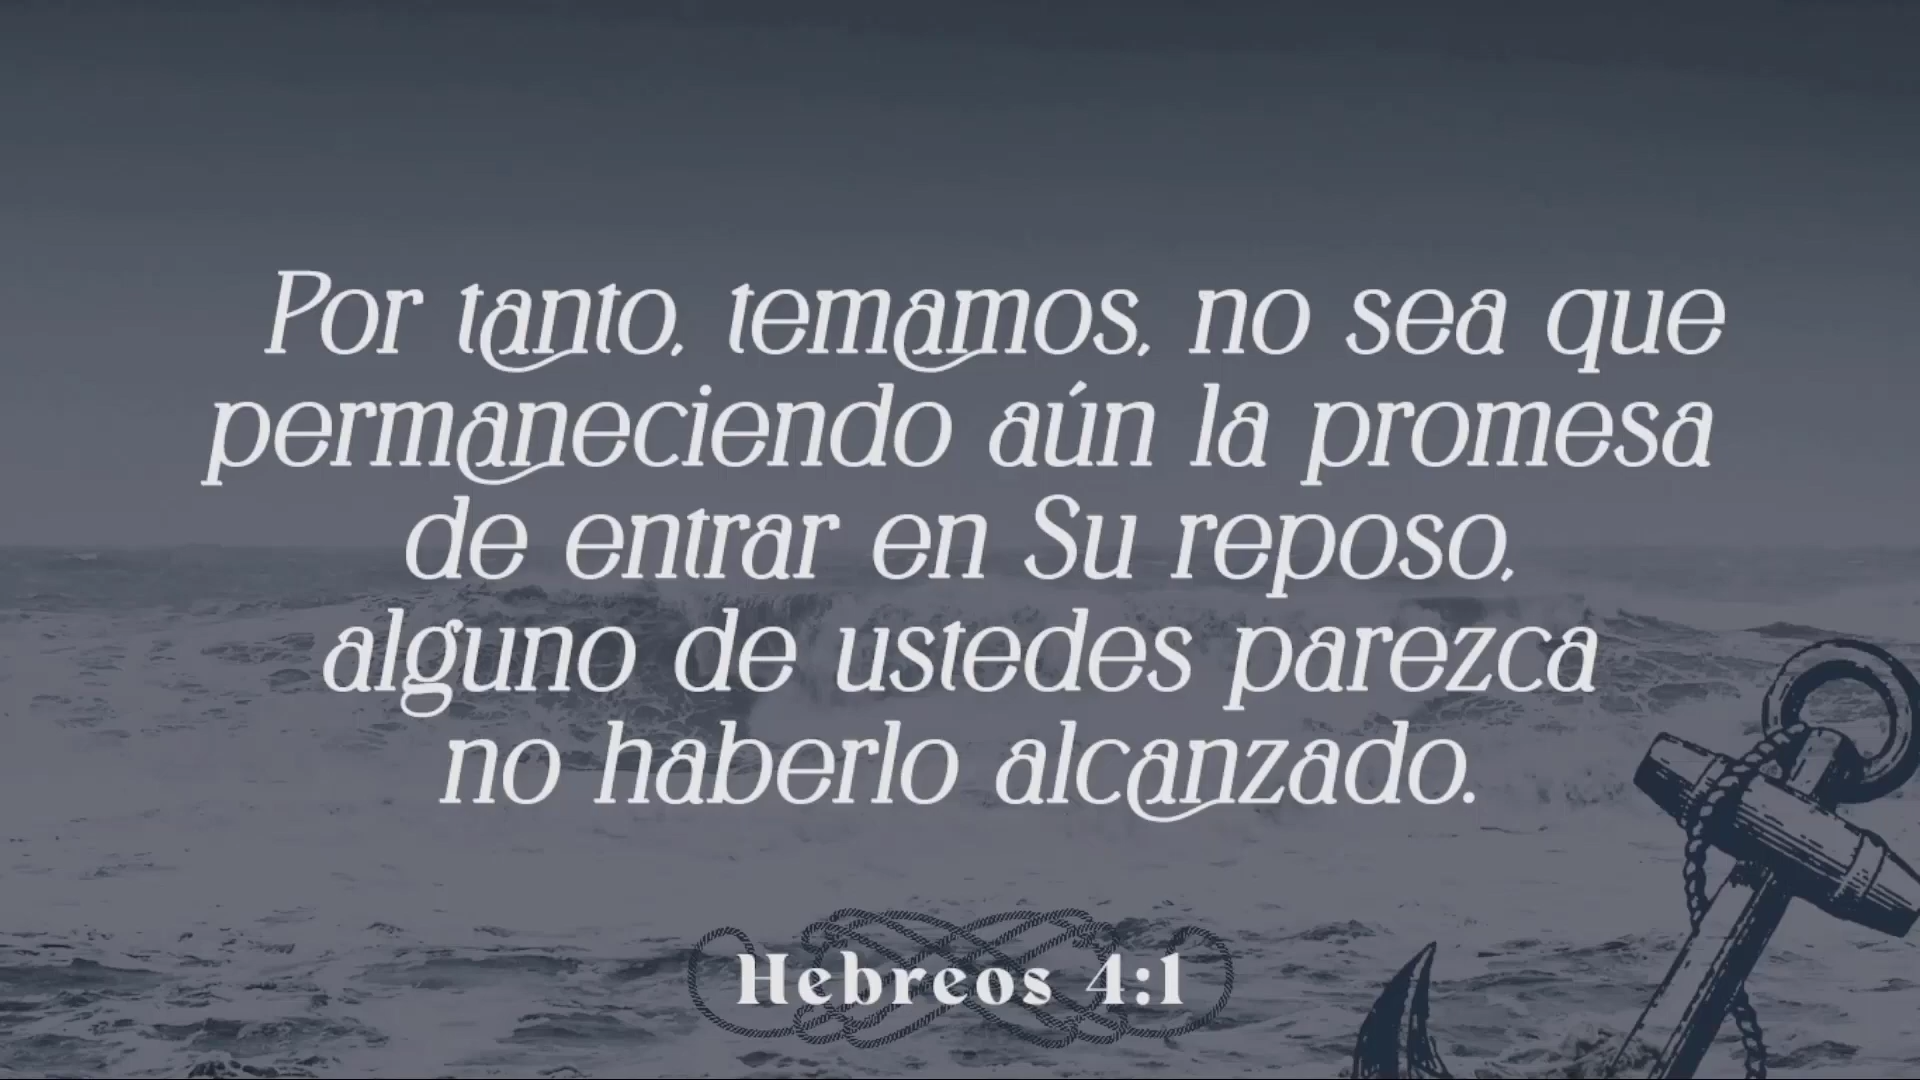 Por tanto, temamos, no sea que
permaneciendo aún la promesa
de entrar en Su reposo,
alguno de ustedes parezca
no haberlo alcanzado.
Hebreos 4:1